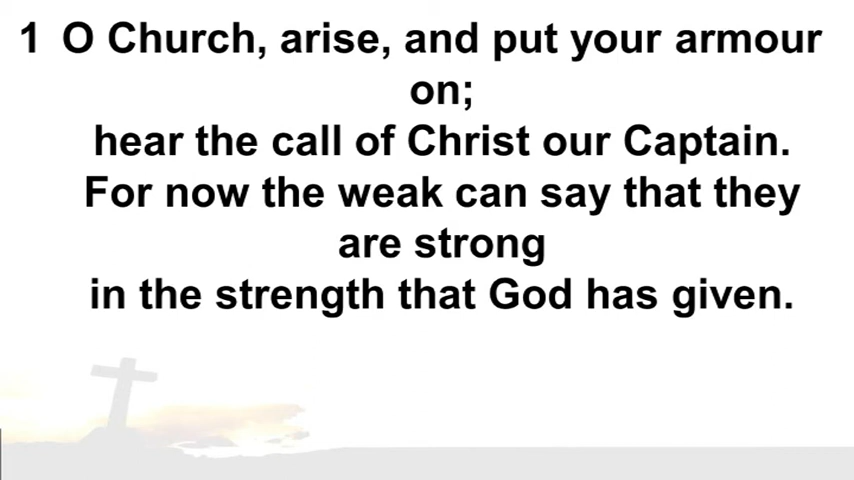 1 O Church, arise, and put your armour
on;
hear the call of Christ our Captain.
For now the weak can say that they
are strong
in the strength that God has given.